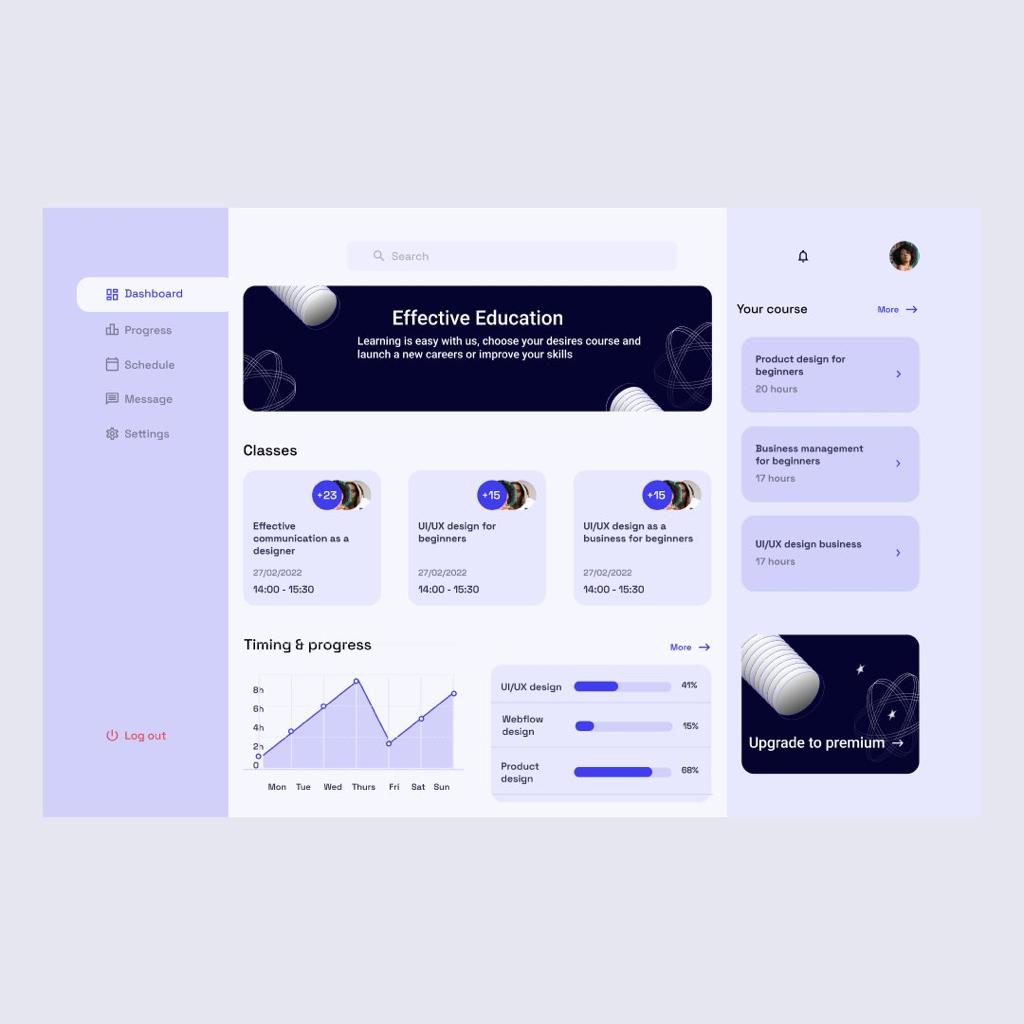 Search
Dashboard
Progress
Schedule
Message
Settings
Log out
Effective Education
Learning is easy with us, choose your desires course and
launch a new careers or improve your skills
Classes
+23
Effective
communication as a
designer
27/02/2022
14:00 - 15:30
+15
UI/UX design for
beginners
27/02/2022
14:00 - 15:30
+15
UI/UX design as a
business for beginners
27/02/2022
14:00 - 15:30
Timing & progress
More
8h
6h
4h
2h
0
Mon Tue Wed Thurs Fri Sat Sun
UI/UX design 41%
Webflow
design
15%
Product
design
68%
Your course
More
Product design for
beginners
20 hours
Business management
for beginners
17 hours
UI/UX design business
17 hours
Upgrade to premium